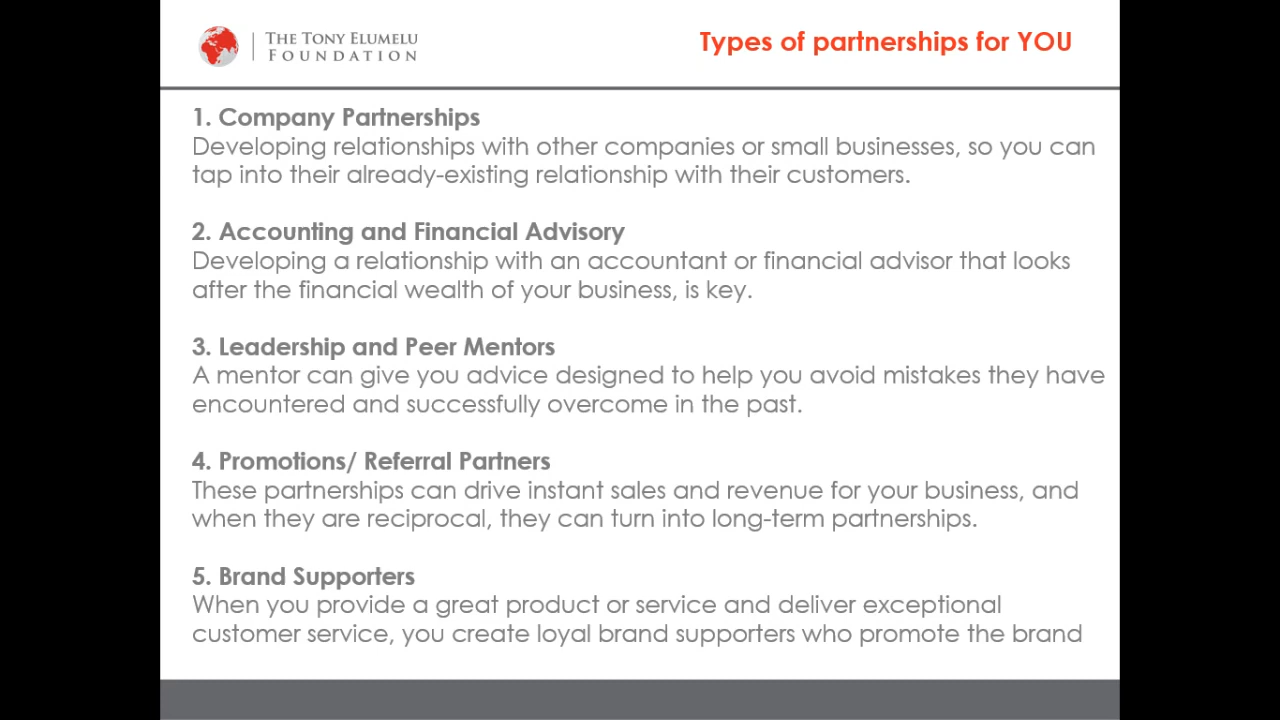 THE TONY ELUMELU
FOUNDATION
Types of partnerships for YOU
1. Company Partnerships
Developing relationships with other companies or small businesses, so you can
tap into their already-existing relationship with their customers.
2. Accounting and Financial Advisory
Developing a relationship with an accountant or financial advisor that looks
after the financial wealth of your business, is key.
3. Leadership and Peer Mentors
A mentor can give you advice designed to help you avoid mistakes they have
encountered and successfully overcome in the past.
4. Promotions/ Referral Partners
These partnerships can drive instant sales and revenue for your business, and
when they are reciprocal, they can turn into long-term partnerships.
5. Brand Supporters
When you provide a great product or service and deliver exceptional
customer service, you create loyal brand supporters who promote the brand